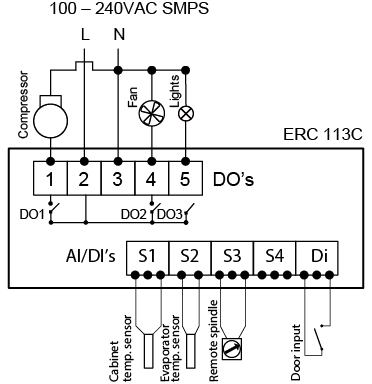 100 – 240VAC SMPS
L N
Compressor
Fan
Lights
ERC 113C
1 2 3 4 5 DO's
DO1 DO2 DO3
AI/DI's S1 S2 S3 S4 Di
Cabinet
temp. sensor
Evaporator
temp. sensor
Remote spindle
Door input